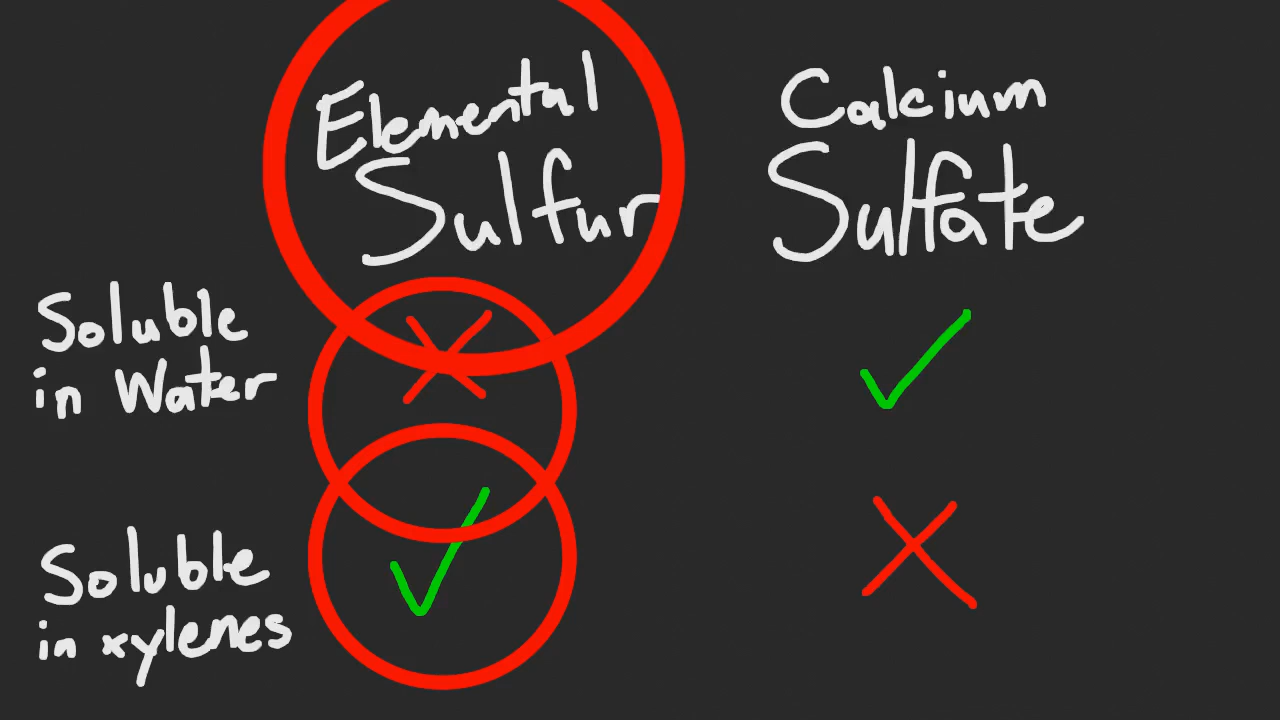 Elemental
Sulfur
Calcium
Sulfate
Soluble
in Water
Soluble
in xylenes